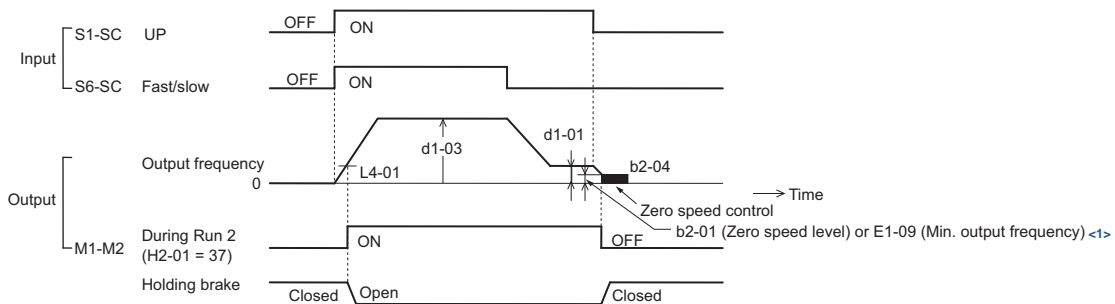 OFF ON
Input
S1-SC UP
OFF ON
S6-SC Fast/slow
d1-01
d1-03
Output frequency
L4-01
b2-04
0
Time
Output
Zero speed control
b2-01 (Zero speed level) or E1-09 (Min. output frequency) <1>
M1-M2
During Run 2
(H2-01 = 37)
ON OFF
Holding brake
Closed Open Closed